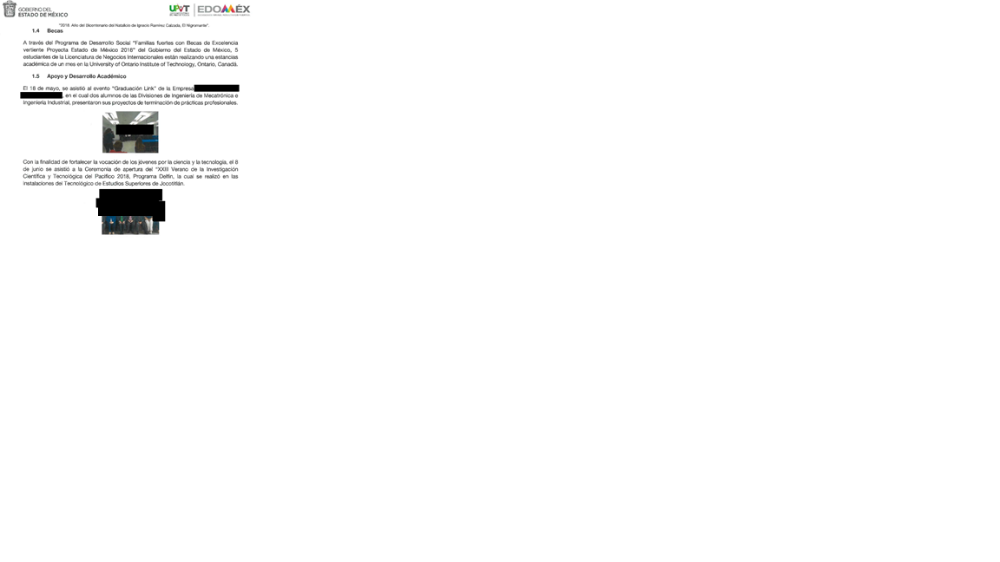 GOBIERNO DEL
ESTADO DE MÉXICO
UPVT
EDOMÉX
"2018. Año del Bicentenario del Natalicio de Ignacio Ramírez Calzada, El Nigromante".
1.4 Becas
A través del Programa de Desarrollo Social "Familias fuertes con Becas de Excelencia
vertiente Proyecta Estado de México 2018" del Gobierno del Estado de México, 5
estudiantes de la Licenciatura de Negocios Internacionales están realizando una estancias
académica de un mes en la University of Ontario Institute of Technology, Ontario, Canadá.
1.5 Apoyo y Desarrollo Académico
El 16 de mayo, se asistió al evento "Graduación Link" de la Empresa
, en el cual dos alumnos de las Divisiones de Ingeniería de Mecatrónica e
Ingeniería Industrial, presentaron sus proyectos de terminación de prácticas profesionales.
Con la finalidad de fortalecer la vocación de los jóvenes por la ciencia y la tecnología, el 8
de junio se asistió a la Ceremonia de apertura del "XXIII Verano de la Investigación
Científica y Tecnológica del Pacífico 2018, Programa Delfín, la cual se realizó en las
instalaciones del Tecnológico de Estudios Superiores de Jocotitlán.